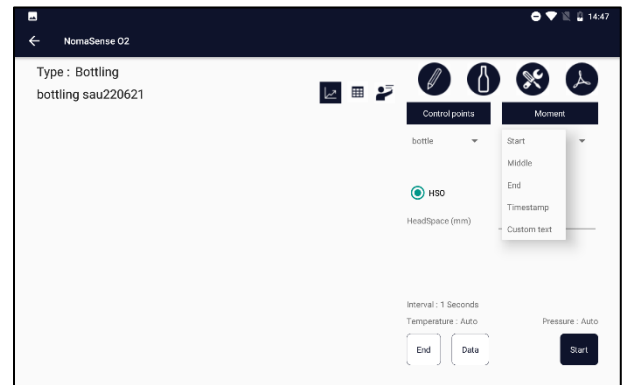 14:47
NomaSense O2
Type : Bottling
bottling sau220621
Control points
Moment
bottle
Start
Middle
End
Timestamp
Custom text
HSO
HeadSpace (mm)
Interval : 1 Seconds
Temperature : Auto
Pressure : Auto
End
Data
Start